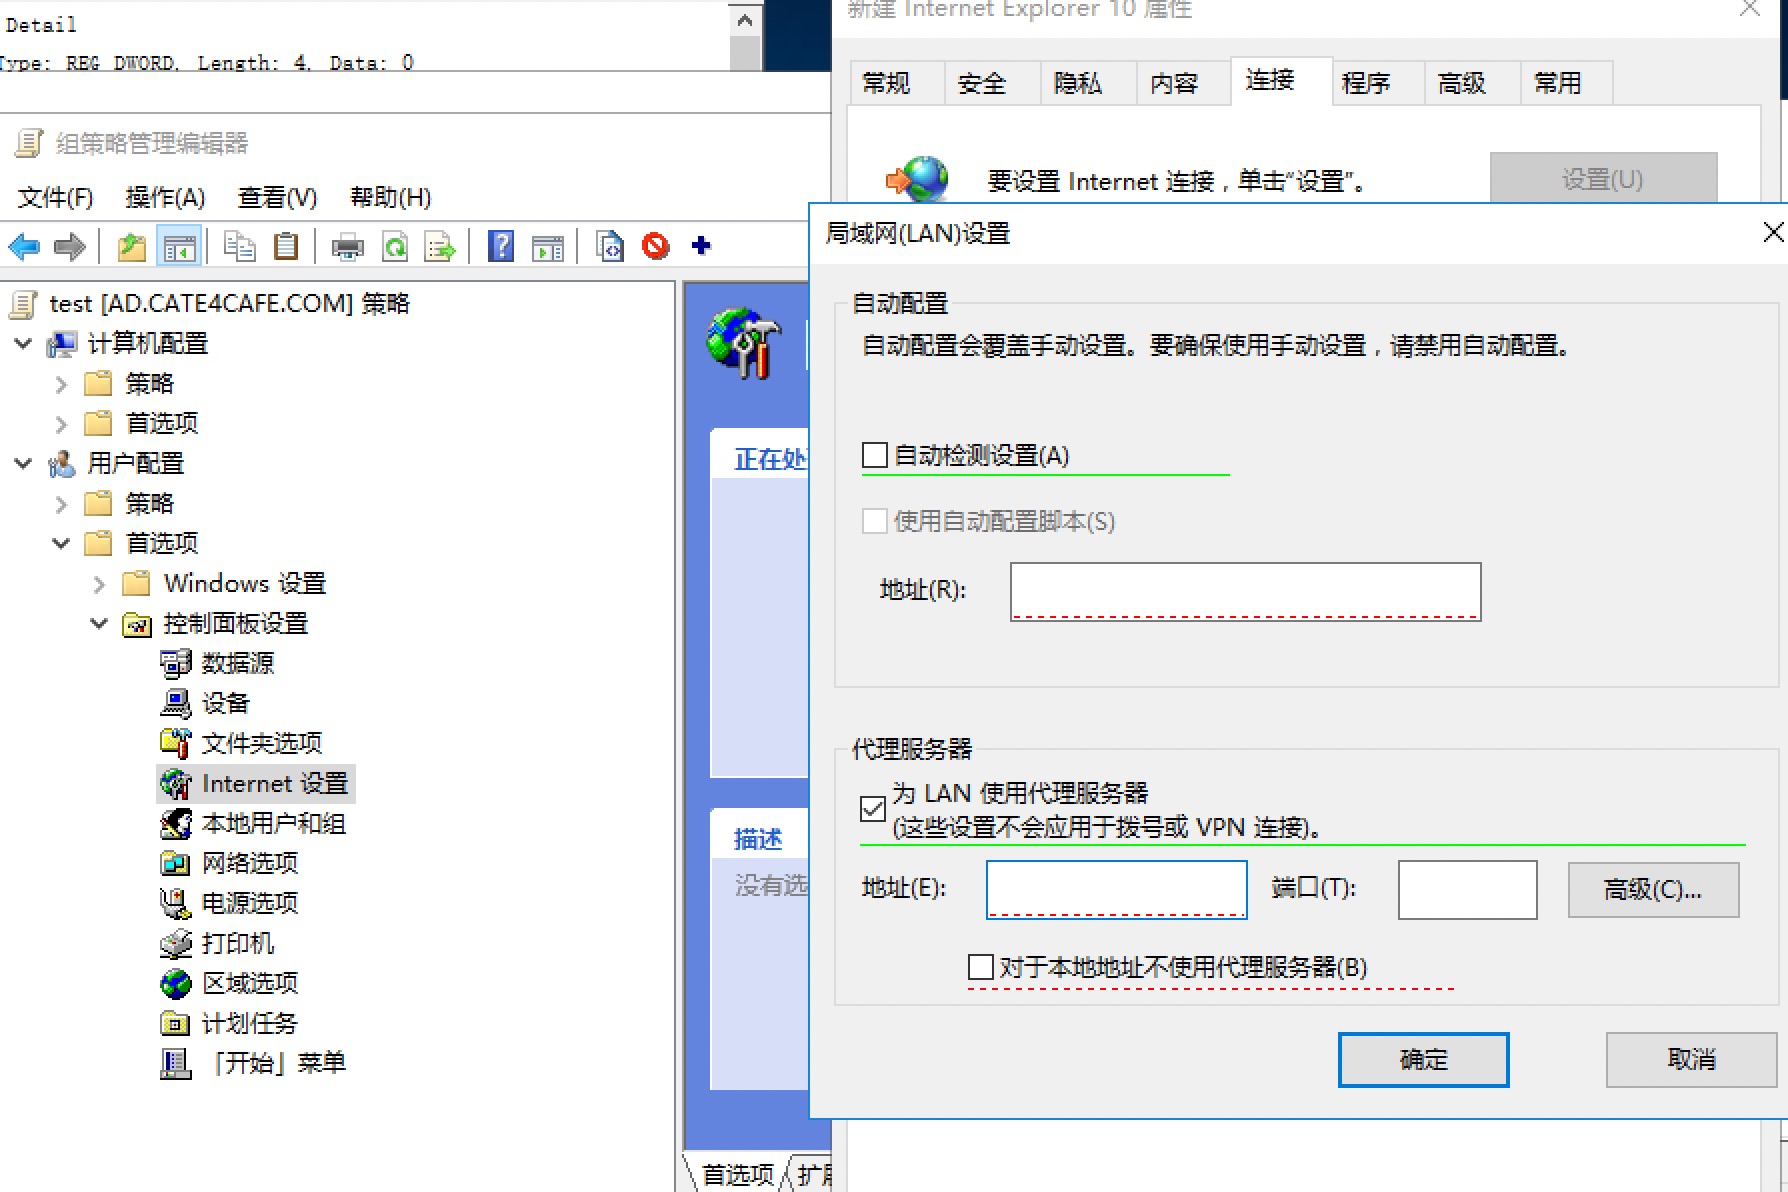 Detail
Type: REG_DWORD, Length: 4, Data: 0
组策略管理编辑器
文件(F) 操作(A) 查看(V) 帮助(H)
test [AD.CATE4CAFE.COM] 策略
计算机配置
策略
首选项
用户配置
策略
首选项
Windows 设置
控制面板设置
数据源
设备
文件夹选项
Internet 设置
本地用户和组
网络选项
电源选项
打印机
区域选项
计划任务
「开始」菜单
正在处
描述
没有选
首选项 扩展
新建 Internet Explorer 10 属性
常规 安全 隐私 内容 连接 程序 高级 常用
要设置 Internet 连接，单击“设置”。
设置(U)
局域网(LAN)设置
自动配置
自动配置会覆盖手动设置。要确保使用手动设置，请禁用自动配置。
自动检测设置(A)
使用自动配置脚本(S)
地址(R):
代理服务器
为 LAN 使用代理服务器
(这些设置不会应用于拨号或 VPN 连接)。
地址(E): 端口(T): 高级(C)...
对于本地地址不使用代理服务器(B)
确定 取消